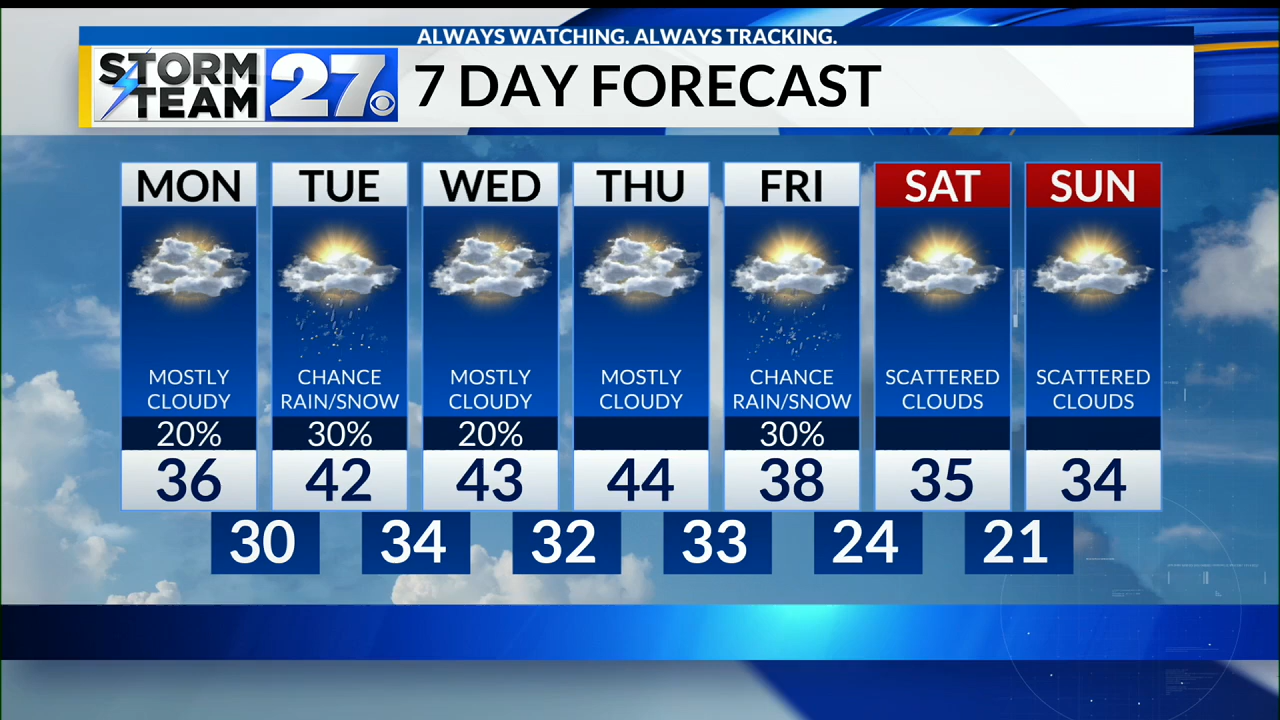 ALWAYS WATCHING. ALWAYS TRACKING.
STORM
TEAM
27
7 DAY FORECAST
MON TUE WED THU FRI SAT SUN
MOSTLY CHANCE MOSTLY MOSTLY CHANCE SCATTERED SCATTERED
CLOUDY RAIN/SNOW CLOUDY CLOUDY RAIN/SNOW CLOUDS CLOUDS
20% 30% 20% 30%
36 42 43 44 38 35 34
30 34 32 33 24 21